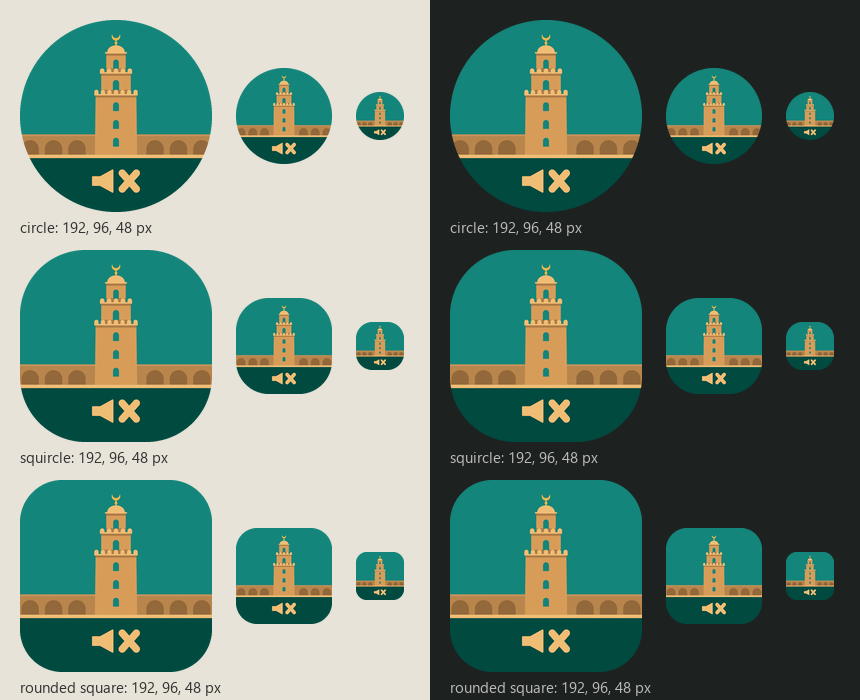 circle: 192, 96, 48 px
circle: 192, 96, 48 px
squircle: 192, 96, 48 px
squircle: 192, 96, 48 px
rounded square: 192, 96, 48 px
rounded square: 192, 96, 48 px